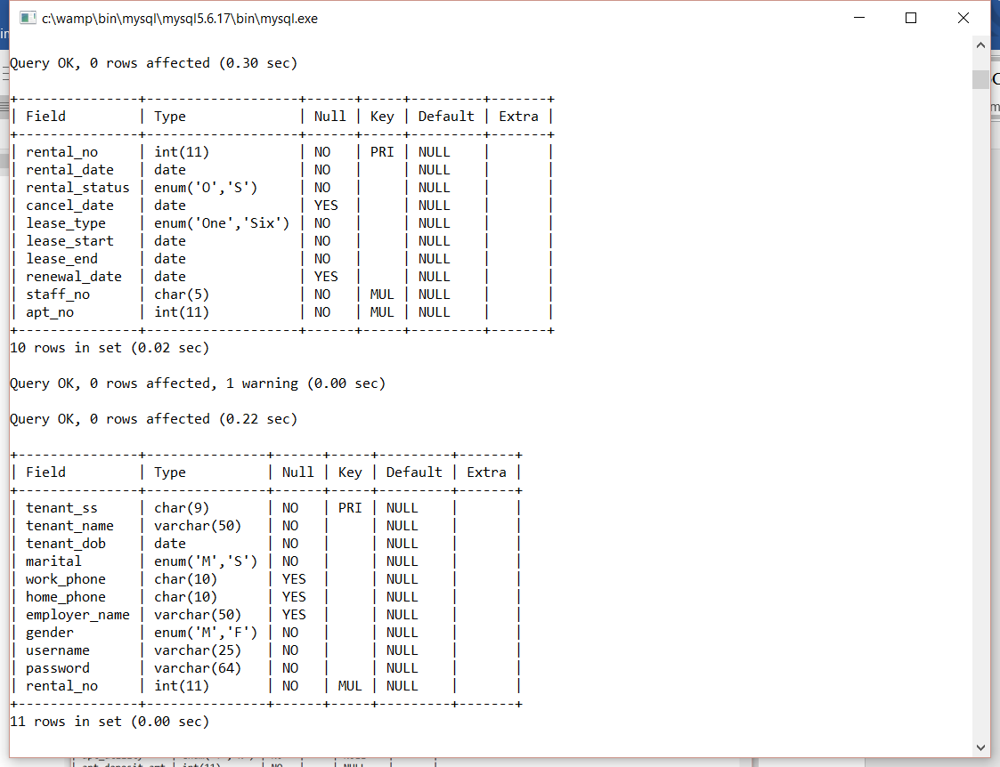 c:\wamp\bin\mysql\mysql5.6.17\bin\mysql.exe
Query OK, 0 rows affected (0.30 sec)
+---------------+-------------------+------+-----+---------+-------+
| Field         | Type              | Null | Key | Default | Extra |
+---------------+-------------------+------+-----+---------+-------+
| rental_no     | int(11)           | NO   | PRI | NULL    |       |
| rental_date   | date              | NO   |     | NULL    |       |
| rental_status | enum('O','S')     | NO   |     | NULL    |       |
| cancel_date   | date              | YES  |     | NULL    |       |
| lease_type    | enum('One','Six') | NO   |     | NULL    |       |
| lease_start   | date              | NO   |     | NULL    |       |
| lease_end     | date              | NO   |     | NULL    |       |
| renewal_date  | date              | YES  |     | NULL    |       |
| staff_no      | char(5)           | NO   | MUL | NULL    |       |
| apt_no        | int(11)           | NO   | MUL | NULL    |       |
+---------------+-------------------+------+-----+---------+-------+
10 rows in set (0.02 sec)
Query OK, 0 rows affected, 1 warning (0.00 sec)
Query OK, 0 rows affected (0.22 sec)
+---------------+---------------+------+-----+---------+-------+
| Field         | Type          | Null | Key | Default | Extra |
+---------------+---------------+------+-----+---------+-------+
| tenant_ss     | char(9)       | NO   | PRI | NULL    |       |
| tenant_name   | varchar(50)   | NO   |     | NULL    |       |
| tenant_dob    | date          | NO   |     | NULL    |       |
| marital       | enum('M','S') | NO   |     | NULL    |       |
| work_phone    | char(10)      | YES  |     | NULL    |       |
| home_phone    | char(10)      | YES  |     | NULL    |       |
| employer_name | varchar(50)   | YES  |     | NULL    |       |
| gender        | enum('M','F') | NO   |     | NULL    |       |
| username      | varchar(25)   | NO   |     | NULL    |       |
| password      | varchar(64)   | NO   |     | NULL    |       |
| rental_no     | int(11)       | NO   | MUL | NULL    |       |
+---------------+---------------+------+-----+---------+-------+
11 rows in set (0.00 sec)